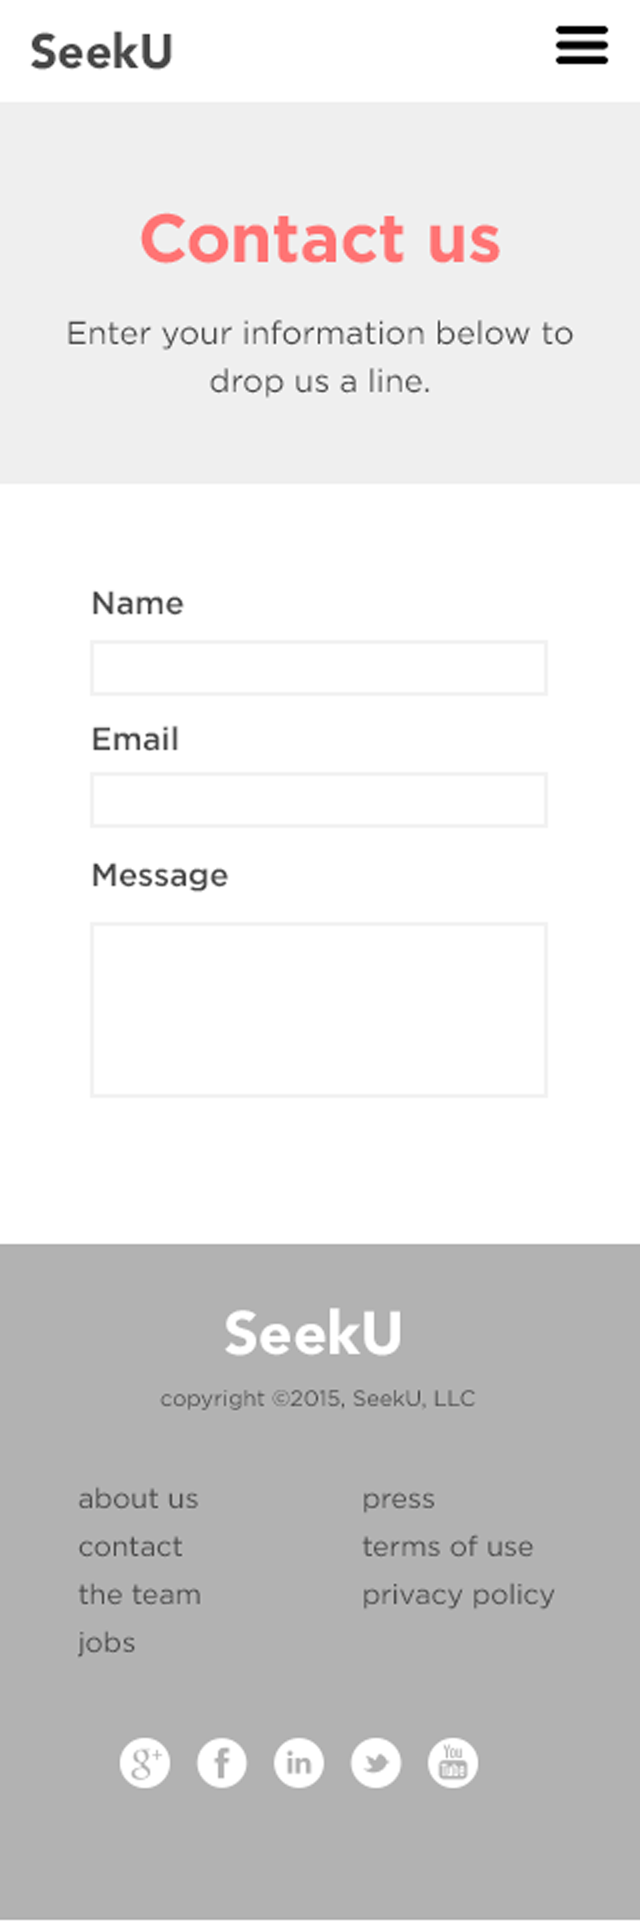 SeekU
Contact us
Enter your information below to
drop us a line.
Name
Email
Message
SeekU
copyright ©2015, SeekU, LLC
about us
contact
the team
jobs
press
terms of use
privacy policy
g+ f in You Tube